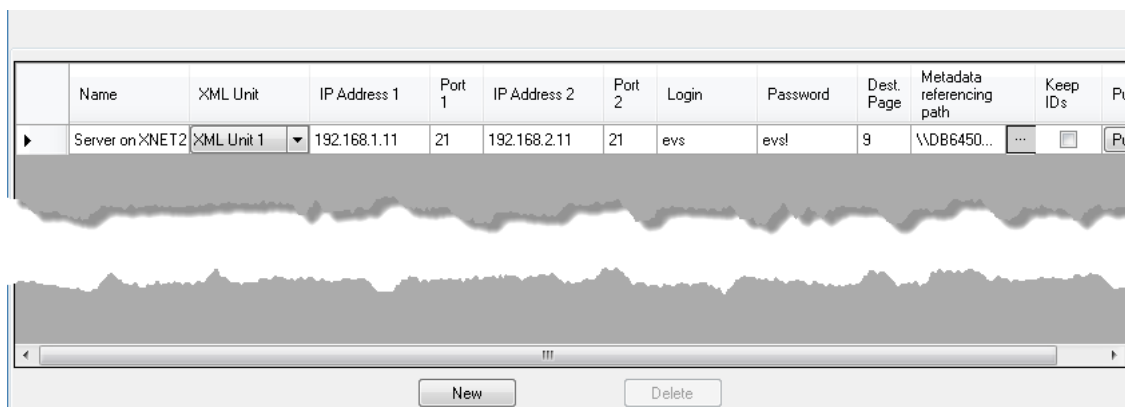 Name XML Unit IP Address 1 Port 1 IP Address 2 Port 2 Login Password Dest. Page Metadata referencing path Keep IDs Pu
Server on XNET2 XML Unit 1 192.168.1.11 21 192.168.2.11 21 evs evs! 9 \\DB6450... ... Pu
New Delete